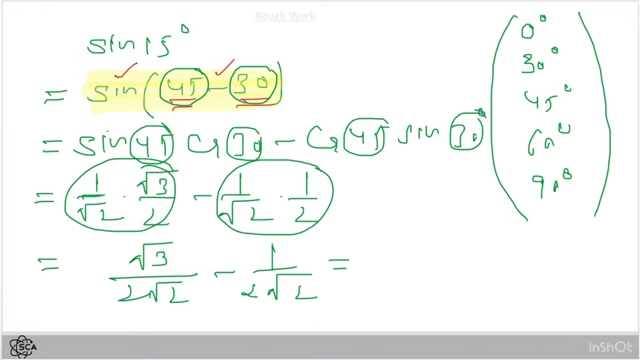 Rough Work
sin 15°
= sin(45 - 30)
= sin 45 cos 30 - cos 45 sin 30°
= 1/√2 · √3/2 - 1/√2 · 1/2
= √3/2√2 - 1/2√2 =
0°
30°
45°
60°
90°
SCA
InShOt